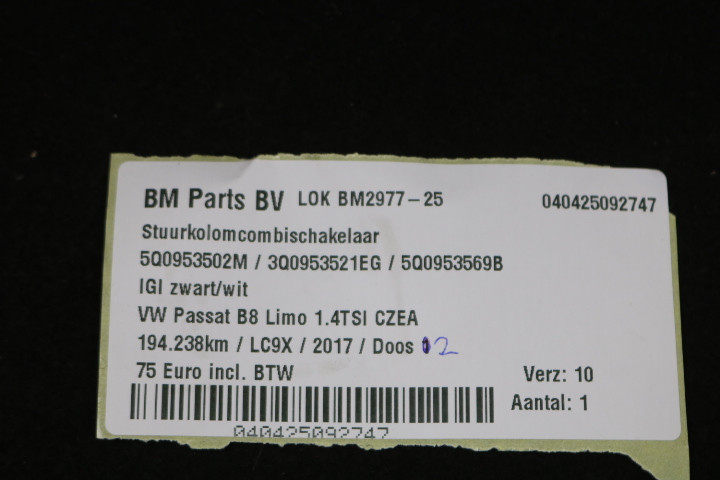 BM Parts BV LOK BM2977-25 040425092747
Stuurkolomcombischakelaar
5Q0953502M / 3Q0953521EG / 5Q0953569B
IGI zwart/wit
VW Passat B8 Limo 1.4TSI CZEA
194.238km / LC9X / 2017 / Doos 2
75 Euro incl. BTW Verz: 10
Aantal: 1
040425092747